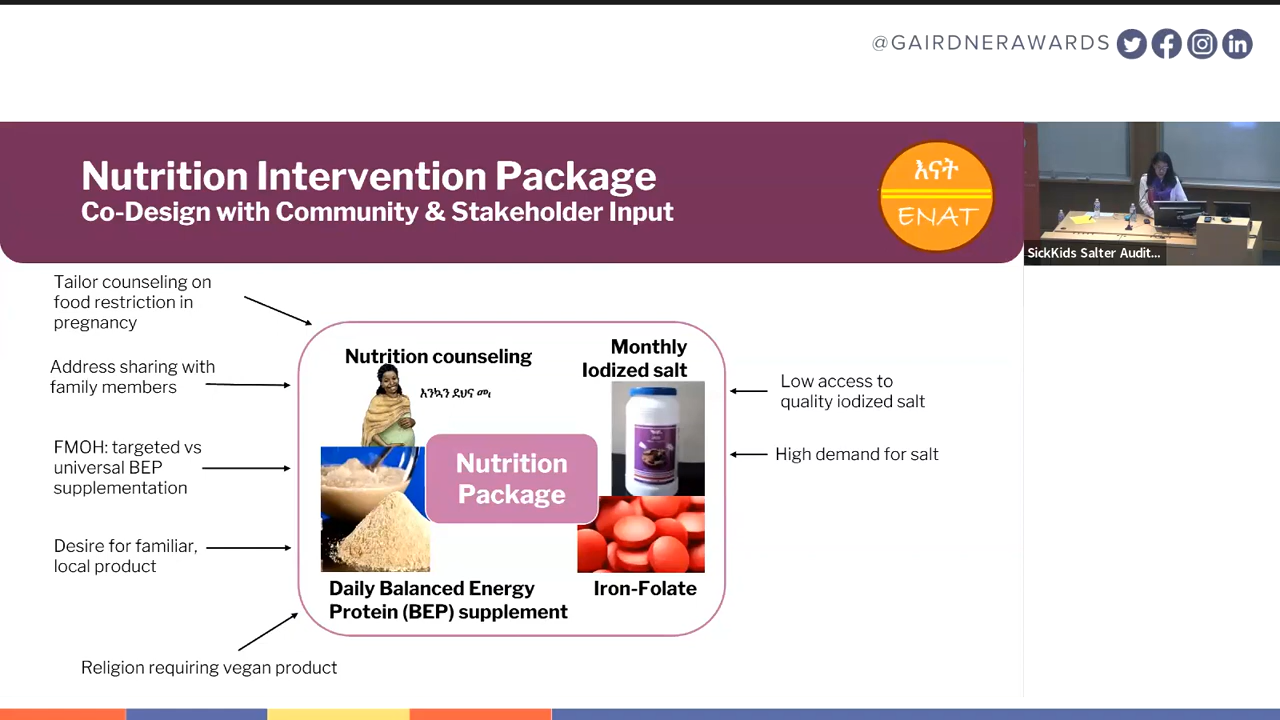 @GAIRDNERAWARDS
Nutrition Intervention Package
Co-Design with Community & Stakeholder Input
እናት
ENAT
SickKids Salter Audit...
Tailor counseling on
food restriction in
pregnancy
Address sharing with
family members
FMOH: targeted vs
universal BEP
supplementation
Desire for familiar,
local product
Religion requiring vegan product
Nutrition counseling
እንኳን ደህና መ
Monthly
Iodized salt
Nutrition
Package
Daily Balanced Energy
Protein (BEP) supplement
Iron-Folate
Low access to
quality iodized salt
High demand for salt